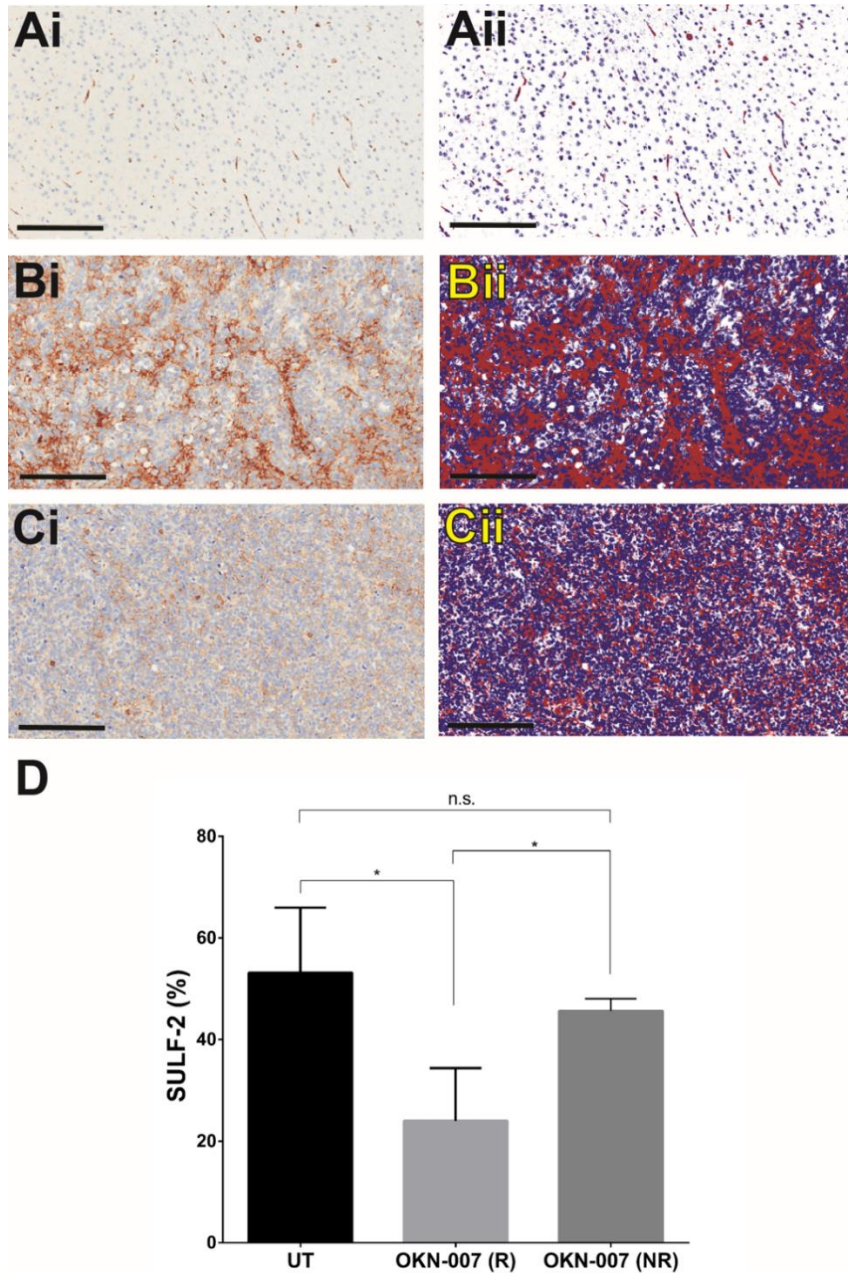 Ai
Aii
Bi
Bii
Ci
Cii
D
n.s.
*
*
80
60
40
20
0
SULF-2 (%)
UT
OKN-007 (R)
OKN-007 (NR)